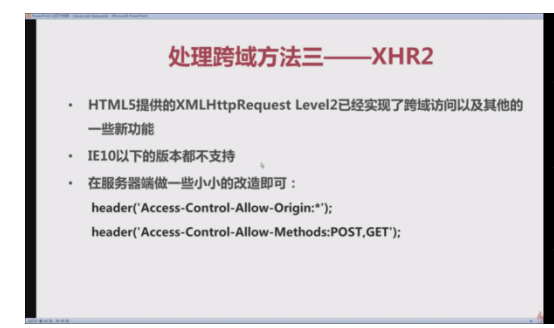 处理跨域方法三——XHR2
• HTML5提供的XMLHttpRequest Level2已经实现了跨域访问以及其他的
一些新功能
• IE10以下的版本都不支持
• 在服务器端做一些小小的改造即可：
header('Access-Control-Allow-Origin:*');
header('Access-Control-Allow-Methods:POST,GET');